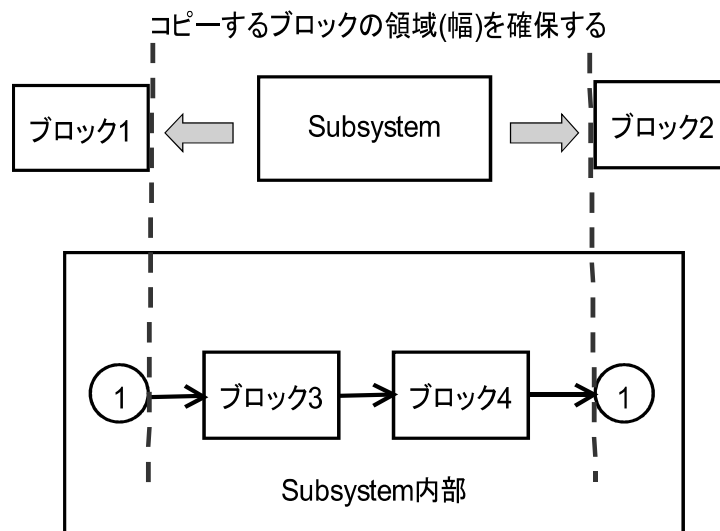 コピーするブロックの領域(幅)を確保する
ブロック1
Subsystem
ブロック2
1
ブロック3
ブロック4
1
Subsystem内部